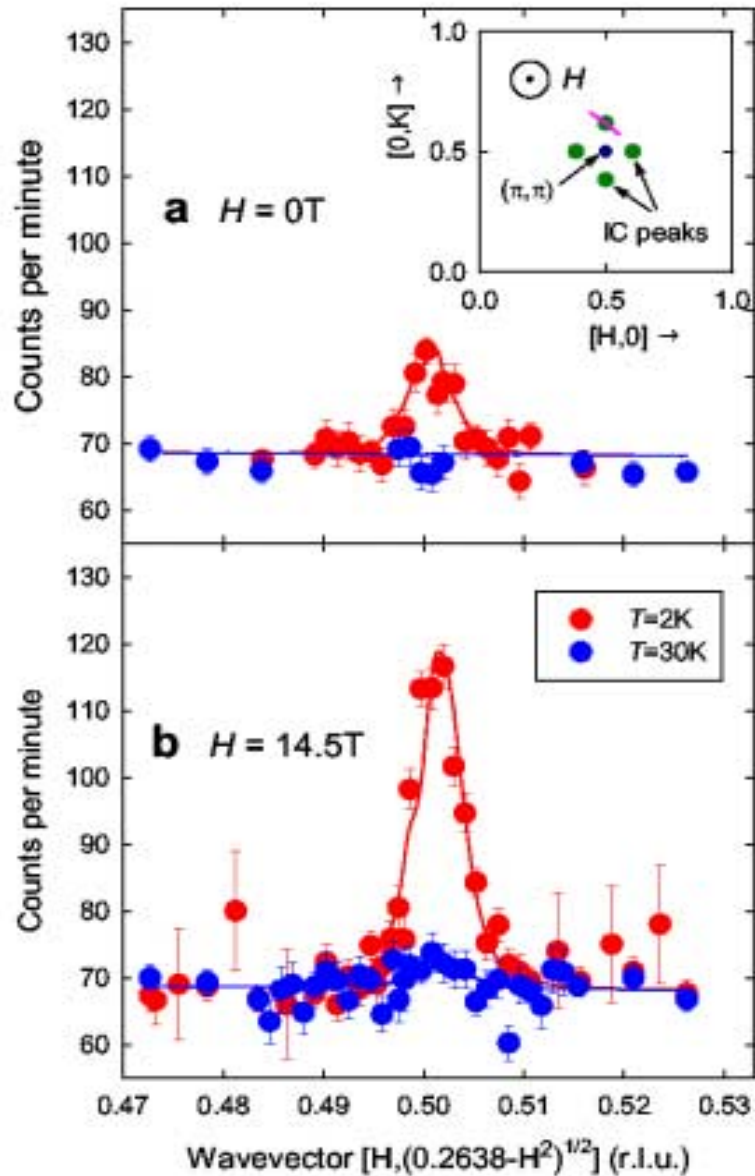 135
130
120
110
100
90
80
70
60
Counts per minute
a H = 0T
1.0
0.5
0.0
[0,K] →
H
(π,π)
IC peaks
0.0 0.5 1.0
[H,0] →
130
120
110
100
90
80
70
60
Counts per minute
b H = 14.5T
T=2K
T=30K
0.47 0.48 0.49 0.50 0.51 0.52 0.53
Wavevector [H,(0.2638-H²)¹/²] (r.l.u.)